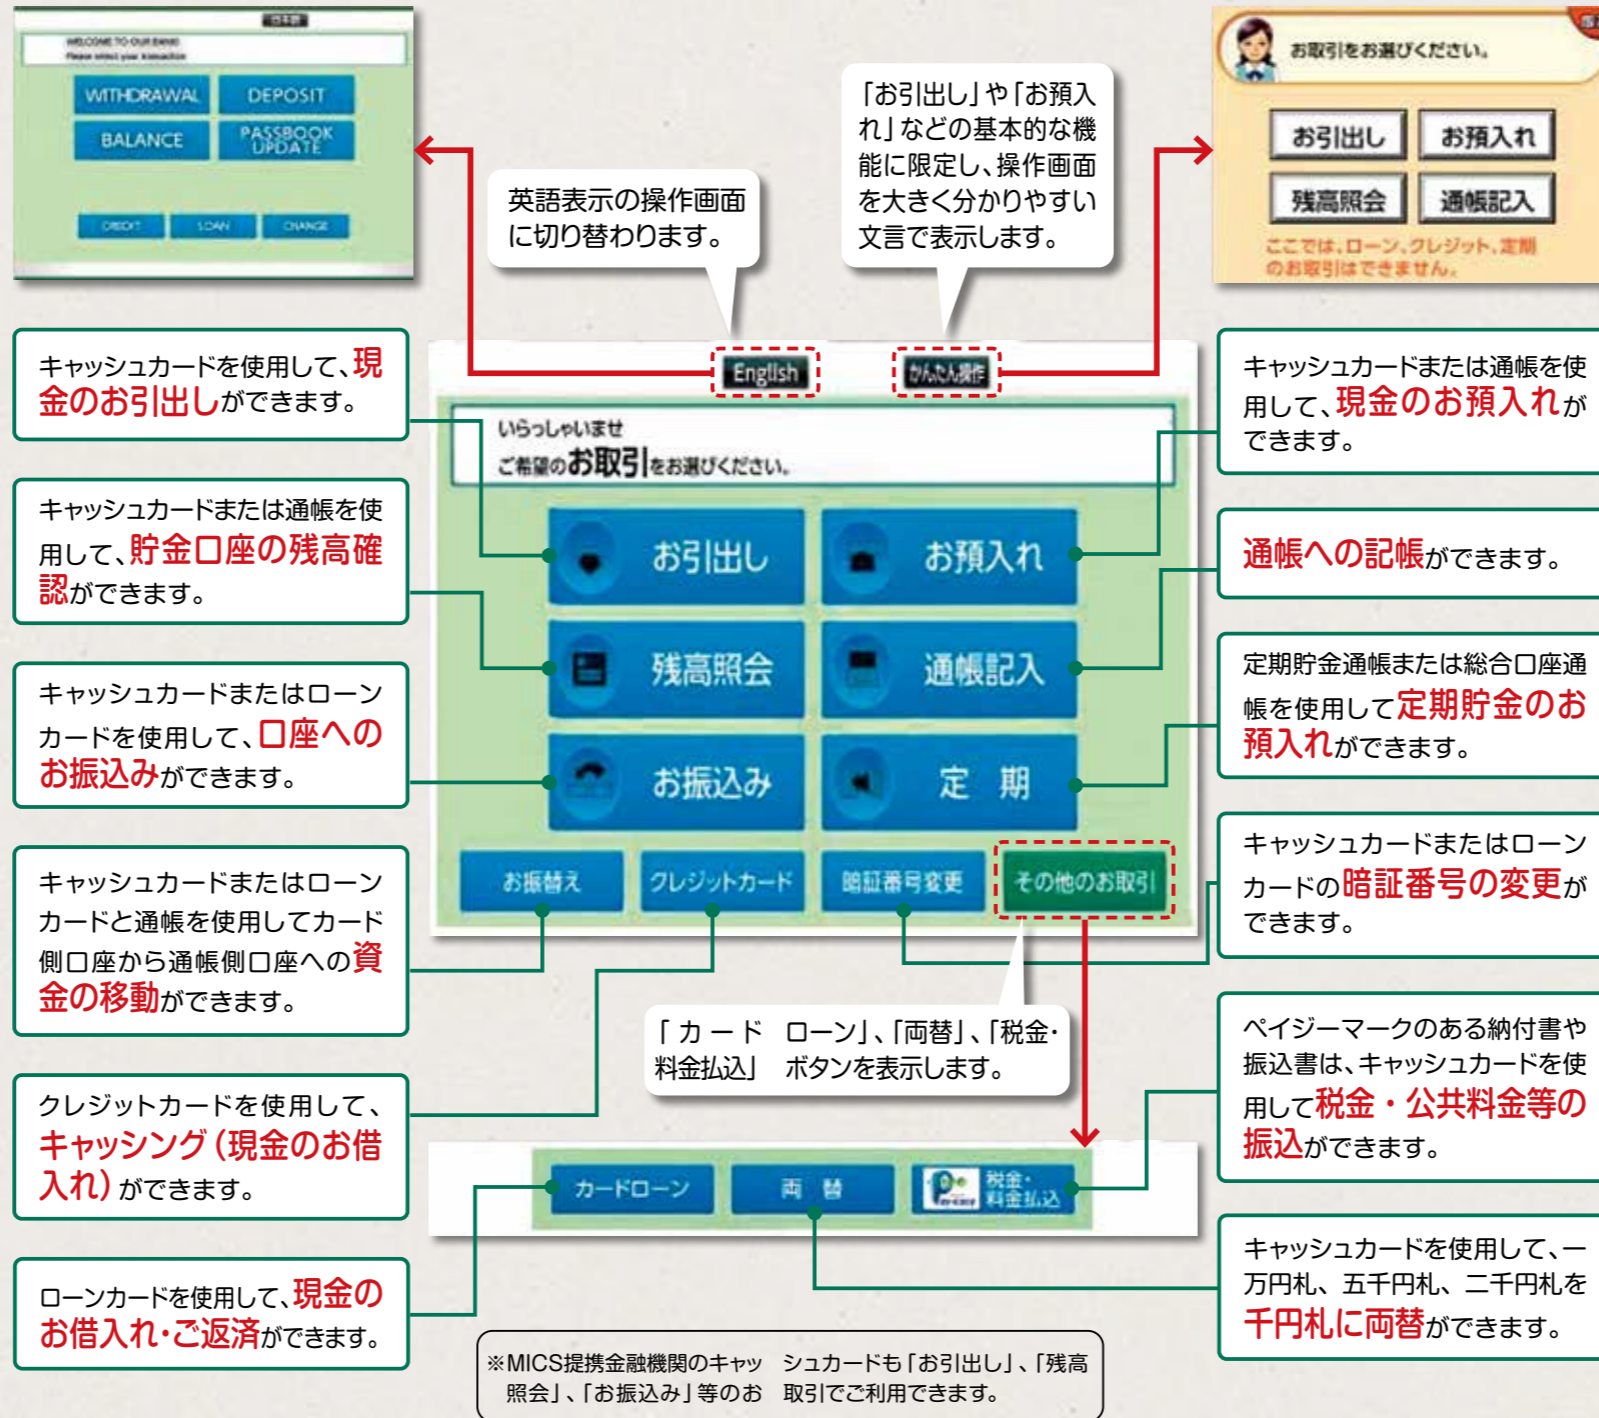 日本語
WELCOME TO OUR BANK!
Please select your transaction
WITHDRAWAL
DEPOSIT
BALANCE
PASSBOOK
UPDATE
CREDIT
LOAN
CHANGE
英語表示の操作画面
に切り替わります。
「お引出し」や「お預入
れ」などの基本的な機
能に限定し、操作画面
を大きく分かりやすい
文言で表示します。
お取引をお選びください。
お引出し
お預入れ
残高照会
通帳記入
ここでは、ローン、クレジット、定期
のお取引はできません。
キャッシュカードを使用して、現
金のお引出しができます。
キャッシュカードまたは通帳を使
用して、貯金口座の残高確
認ができます。
キャッシュカードまたはローン
カードを使用して、口座への
お振込みができます。
キャッシュカードまたはローン
カードと通帳を使用してカード
側口座から通帳側口座への資
金の移動ができます。
クレジットカードを使用して、
キャッシング(現金のお借
入れ)ができます。
ローンカードを使用して、現金の
お借入れ・ご返済ができます。
English
かんたん操作
いらっしゃいませ
ご希望のお取引をお選びください。
お引出し
お預入れ
残高照会
通帳記入
お振込み
定 期
お振替え
クレジットカード
暗証番号変更
その他のお取引
「カード ローン」、「両替」、「税金・
料金払込」 ボタンを表示します。
カードローン
両 替
税金・
料金払込
キャッシュカードまたは通帳を使
用して、現金のお預入れが
できます。
通帳への記帳ができます。
定期貯金通帳または総合口座通
帳を使用して定期貯金のお
預入れができます。
キャッシュカードまたはローン
カードの暗証番号の変更が
できます。
ペイジーマークのある納付書や
振込書は、キャッシュカードを使
用して税金・公共料金等の
振込ができます。
キャッシュカードを使用して、一
万円札、五千円札、二千円札を
千円札に両替ができます。
※MICS提携金融機関のキャッ シュカードも「お引出し」、「残高
照会」、「お振込み」等のお 取引でご利用できます。